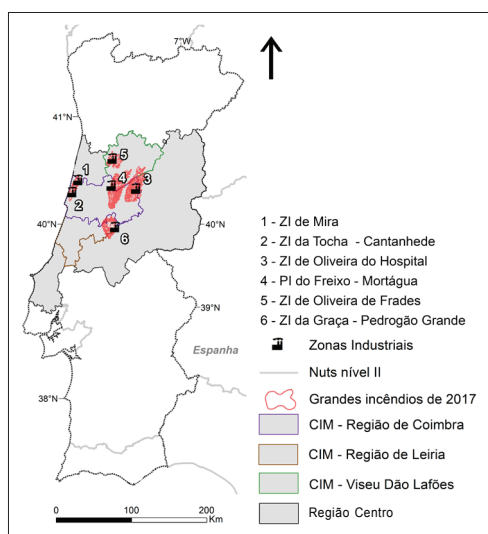 7°W
41°N
5
1
4
3
2
40°N
40°N
6
39°N
Espanha
38°N
1 - ZI de Mira
2 - ZI da Tocha - Cantanhede
3 - ZI de Oliveira do Hospital
4 - PI do Freixo - Mortágua
5 - ZI de Oliveira de Frades
6 - ZI da Graça - Pedrogão Grande
Zonas Industriais
Nuts nível II
Grandes incêndios de 2017
CIM - Região de Coimbra
CIM - Região de Leiria
CIM - Viseu Dão Lafões
Região Centro
0 50 100 200
Km